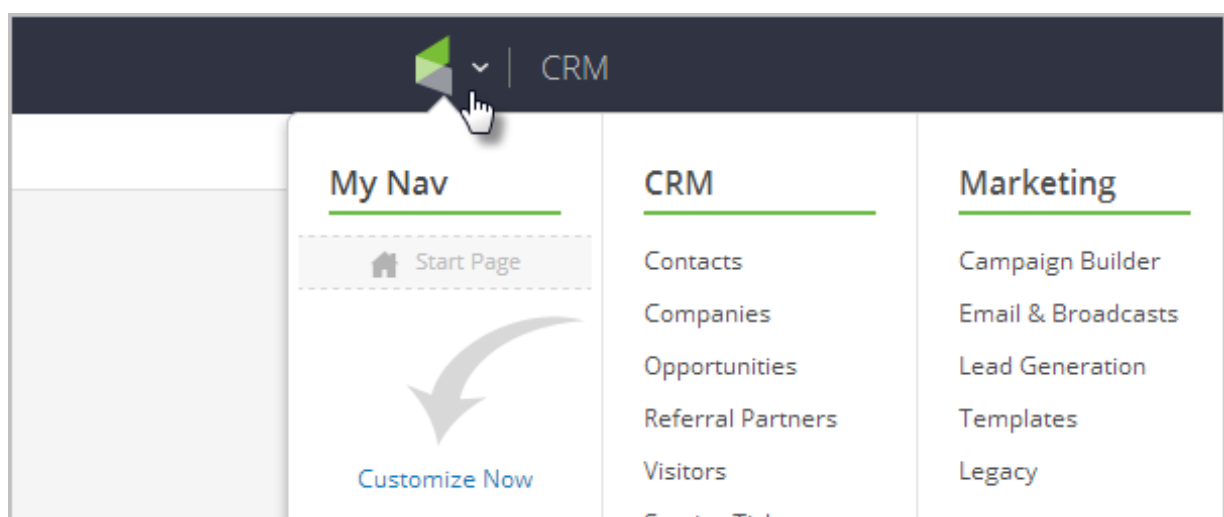 CRM
My Nav
Start Page
Customize Now
CRM
Contacts
Companies
Opportunities
Referral Partners
Visitors
Marketing
Campaign Builder
Email & Broadcasts
Lead Generation
Templates
Legacy